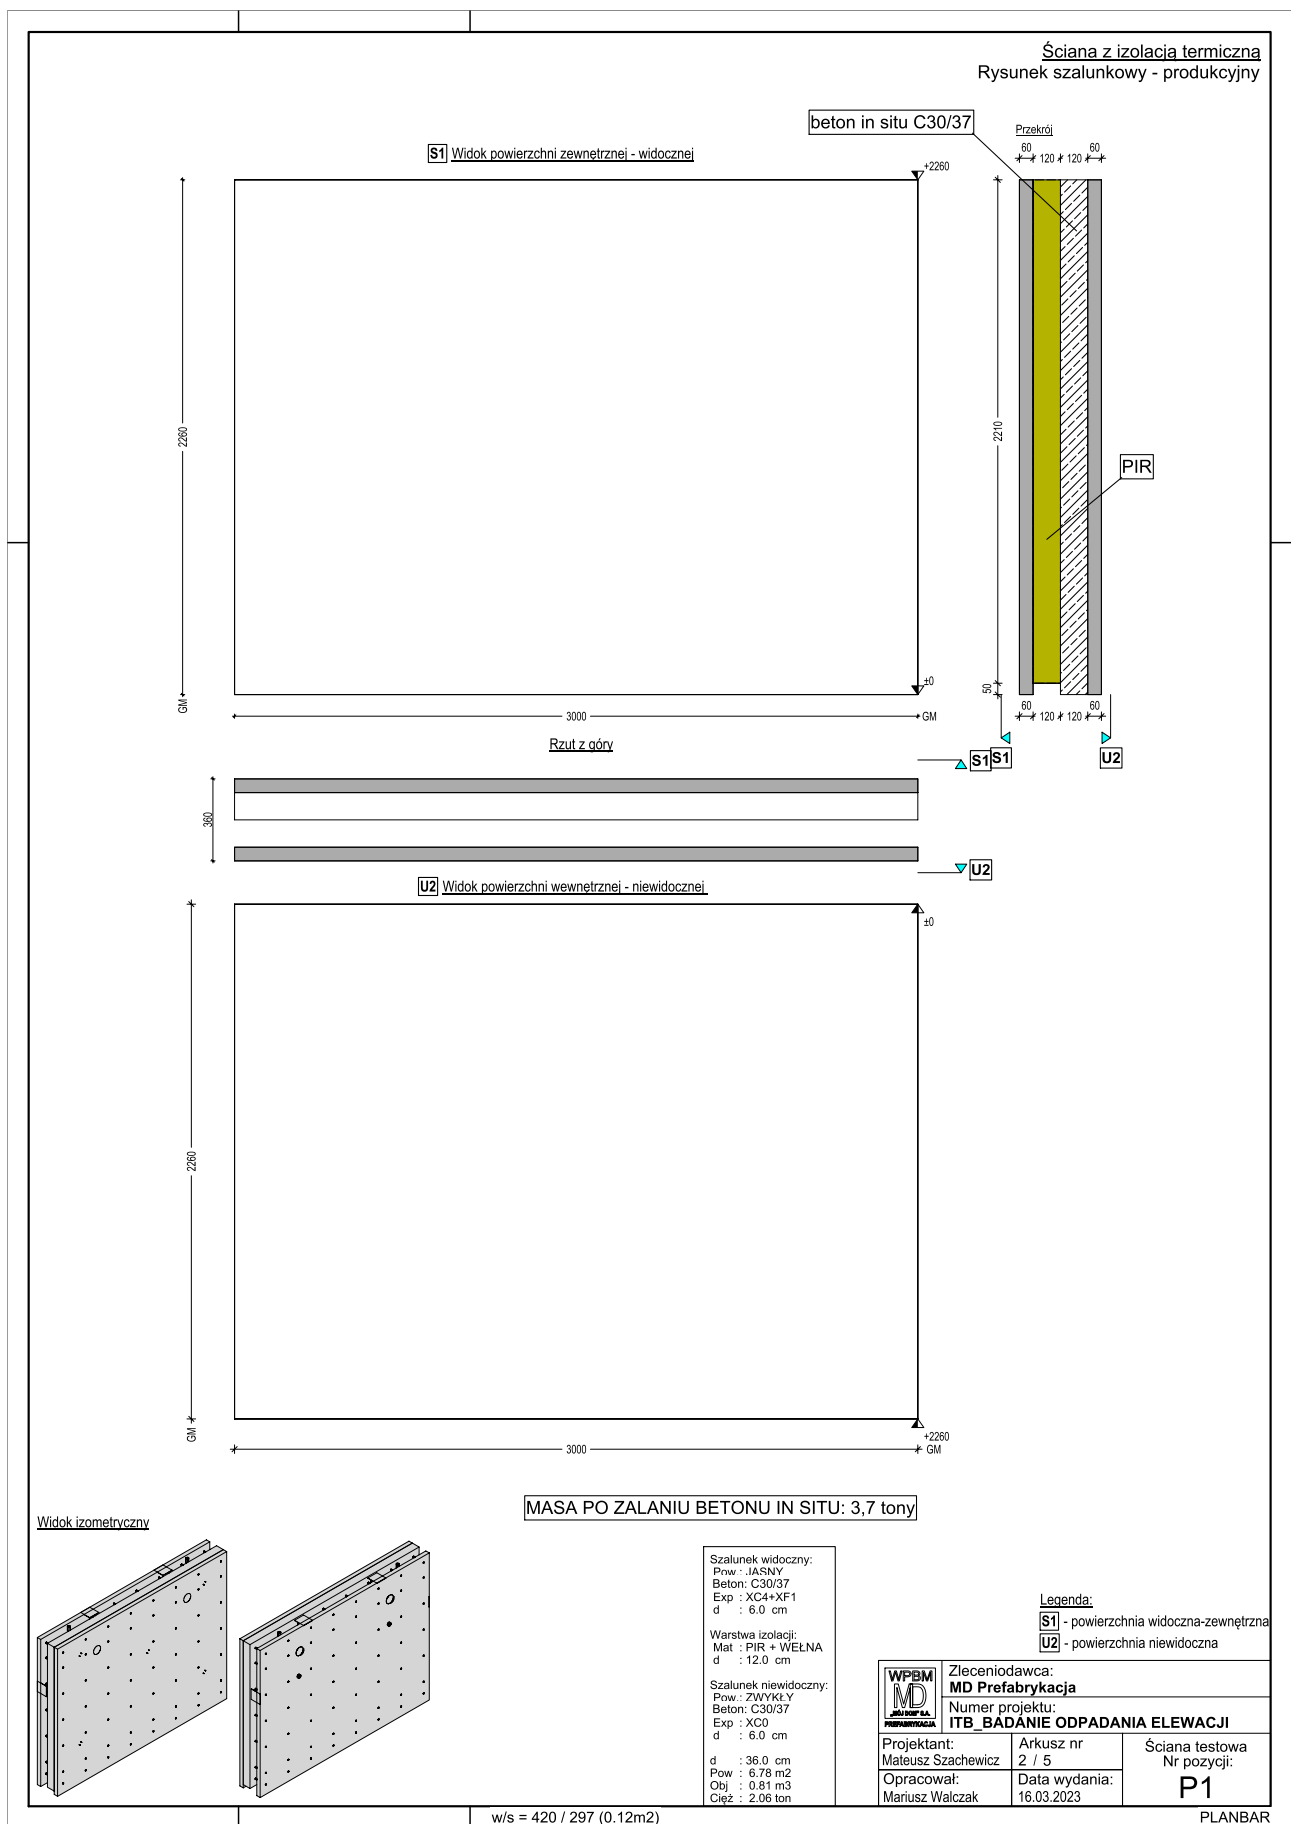 Ściana z izolacją termiczną
Rysunek szalunkowy - produkcyjny
beton in situ C30/37
Przekrój
S1 Widok powierzchni zewnętrznej - widocznej
60 120 120 60
+2260
2260
2210
PIR
±0
50
GM
3000
GM
60 120 120 60
Rzut z góry
S1 S1
U2
360
U2
U2 Widok powierzchni wewnętrznej - niewidocznej
±0
2260
GM
+2260
3000
GM
MASA PO ZALANIU BETONU IN SITU: 3,7 tony
Widok izometryczny
Szalunek widoczny:
Pow.: JASNY
Beton: C30/37
Exp : XC4+XF1
d : 6.0 cm
Warstwa izolacji:
Mat : PIR + WEŁNA
d : 12.0 cm
Szalunek niewidoczny:
Pow.: ZWYKŁY
Beton: C30/37
Exp : XC0
d : 6.0 cm
d : 36.0 cm
Pow : 6.78 m2
Obj : 0.81 m3
Cięż : 2.06 ton
Legenda:
S1 - powierzchnia widoczna-zewnętrzna
U2 - powierzchnia niewidoczna
WPBM
MD
„MÓJ DOM” S.A.
PREFABRYKACJA
Zleceniodawca:
MD Prefabrykacja
Numer projektu:
ITB_BADANIE ODPADANIA ELEWACJI
Projektant:
Mateusz Szachewicz
Arkusz nr
2 / 5
Opracował:
Mariusz Walczak
Data wydania:
16.03.2023
Ściana testowa
Nr pozycji:
P1
w/s = 420 / 297 (0.12m2)
PLANBAR